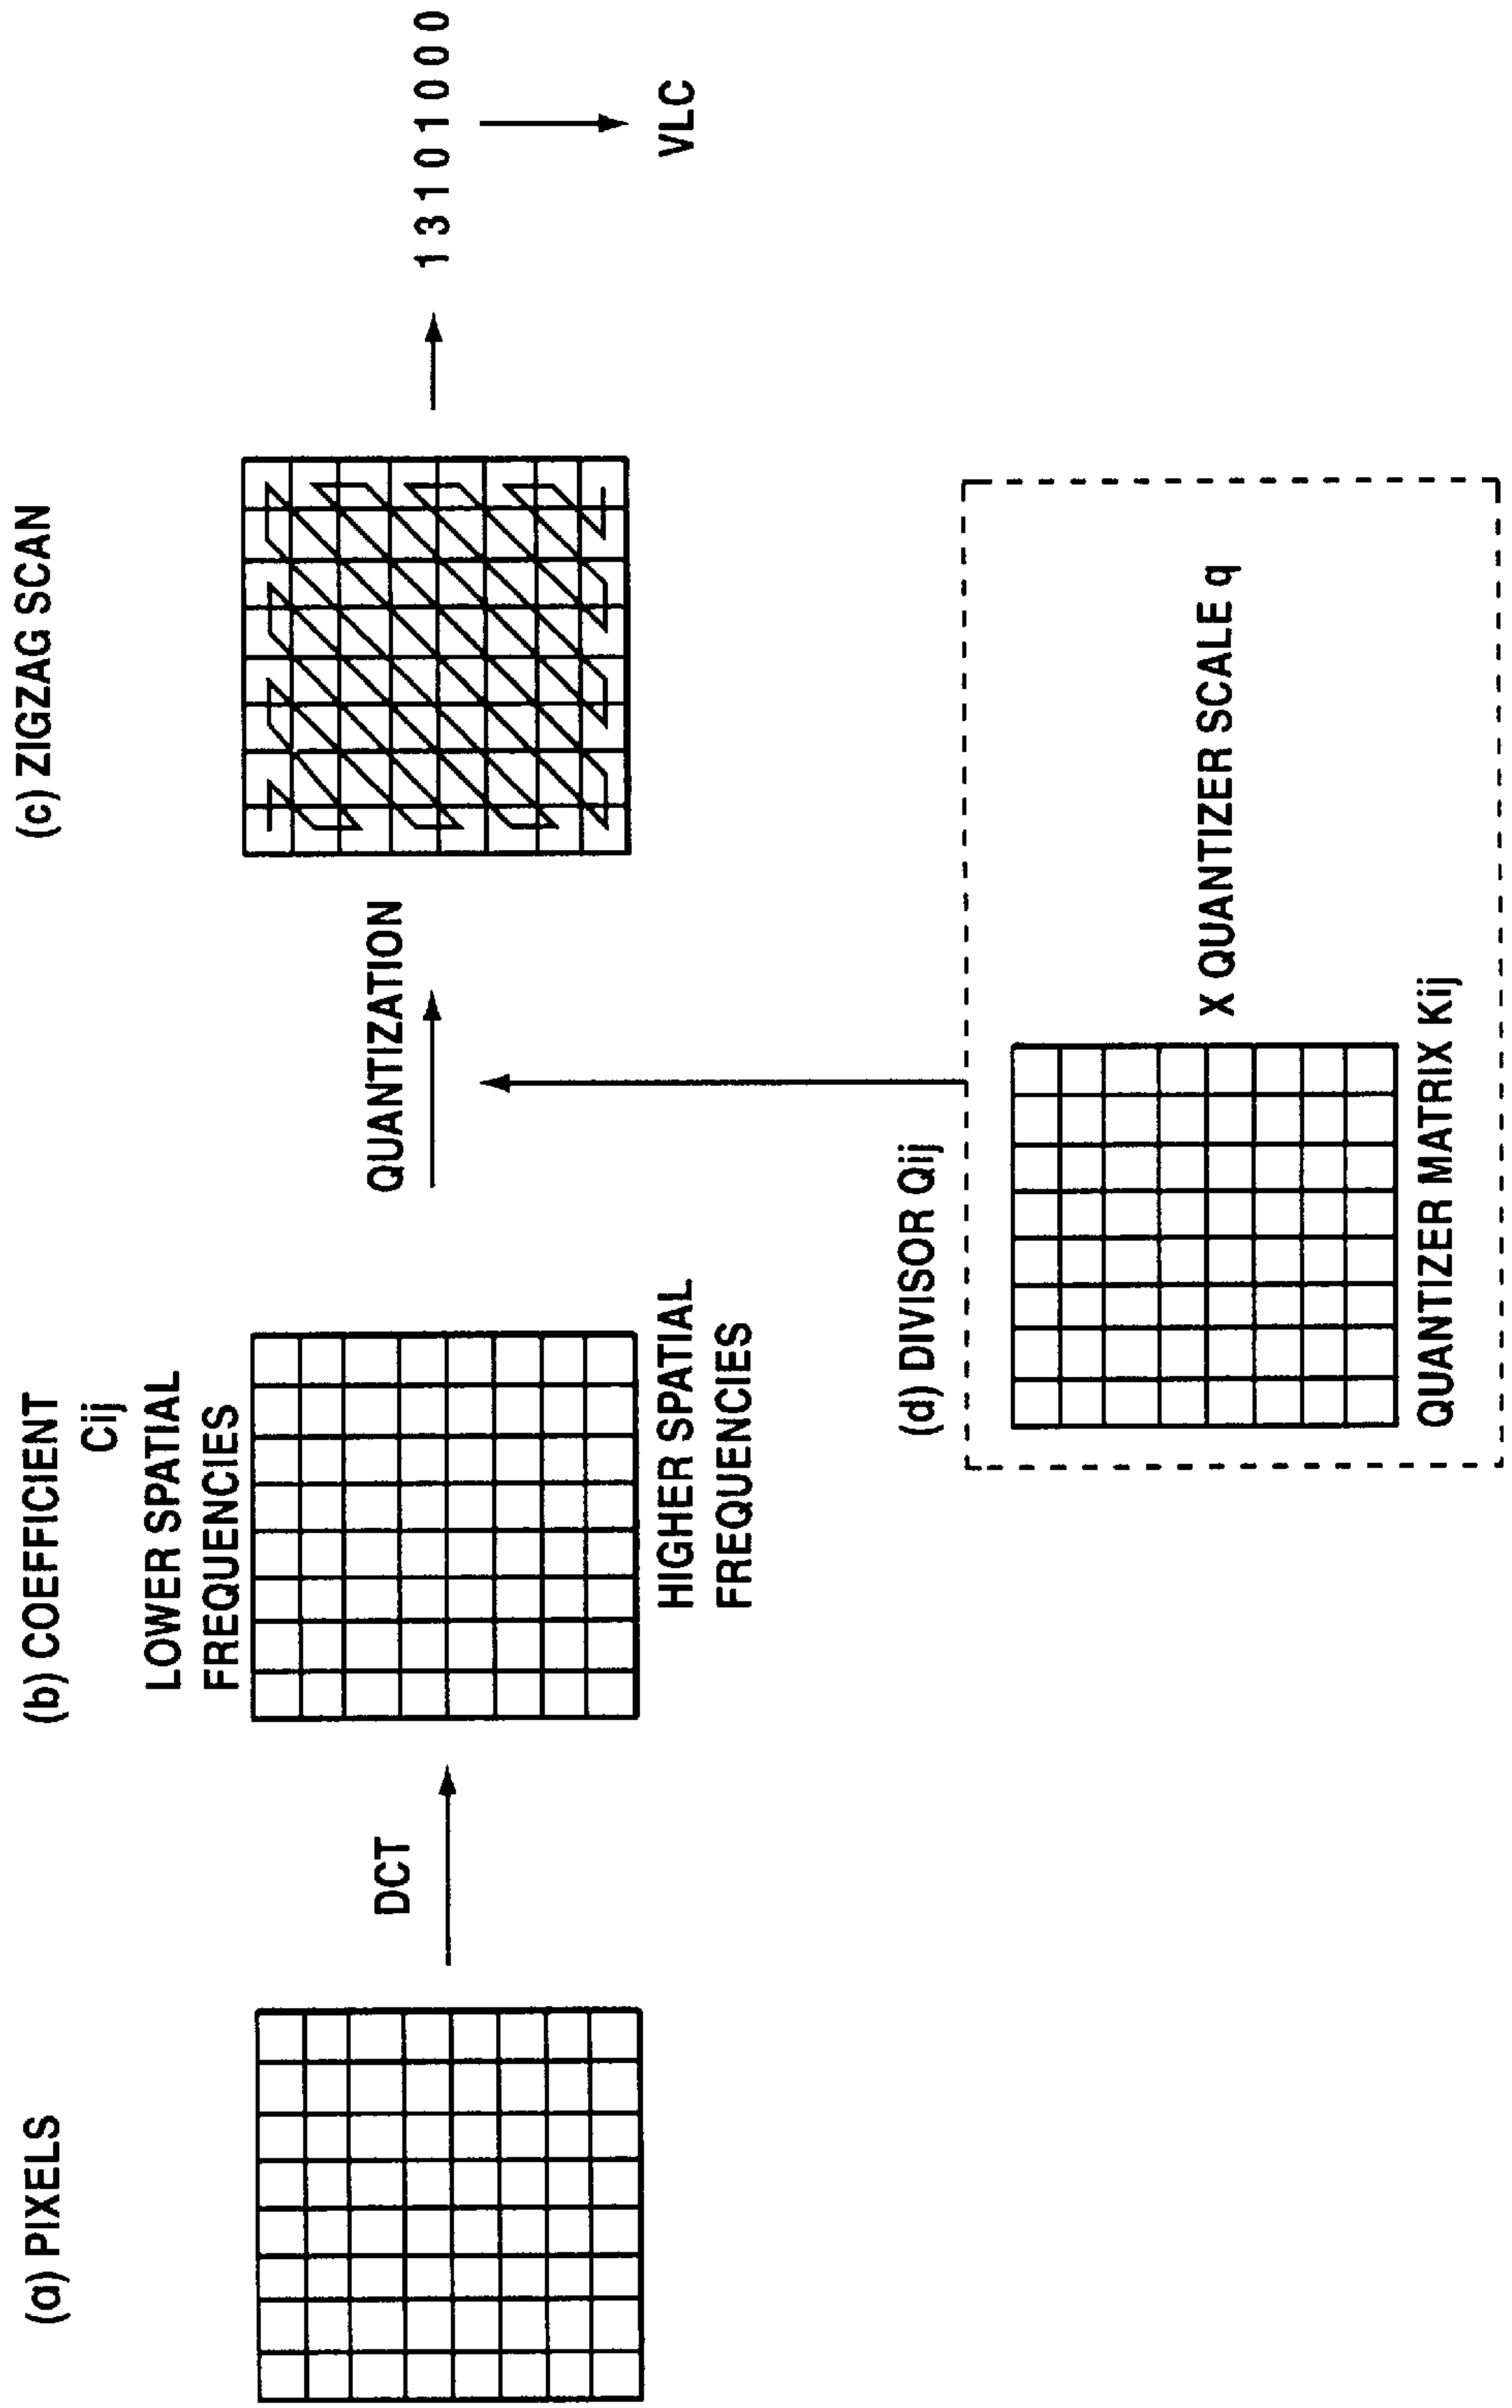 (a) PIXELS
DCT
(b) COEFFICIENT
Cij
LOWER SPATIAL
FREQUENCIES
HIGHER SPATIAL
FREQUENCIES
QUANTIZATION
(c) ZIGZAG SCAN
1 3 1 0 1 0 0 0
VLC
(d) DIVISOR Qij
X QUANTIZER SCALE q
QUANTIZER MATRIX Kij